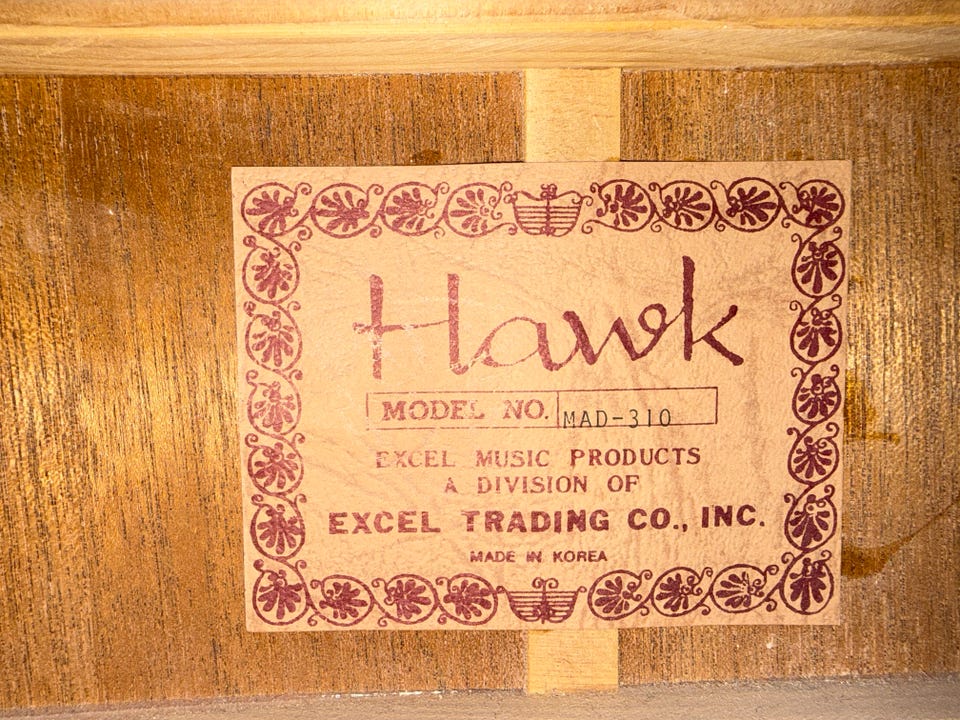 Hawk
MODEL NO. MAD-310
EXCEL MUSIC PRODUCTS
A DIVISION OF
EXCEL TRADING CO., INC.
MADE IN KOREA